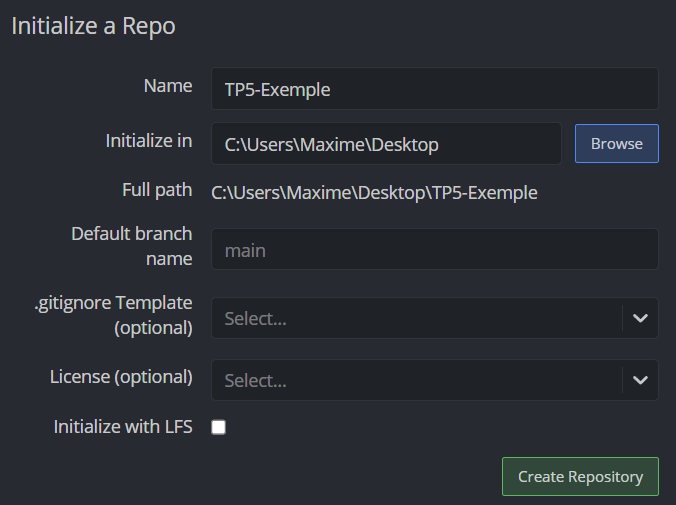 Initialize a Repo
Name
TP5-Exemple
Initialize in
C:\Users\Maxime\Desktop
Browse
Full path
C:\Users\Maxime\Desktop\TP5-Exemple
Default branch
name
main
.gitignore Template
(optional)
Select...
License (optional)
Select...
Initialize with LFS
Create Repository